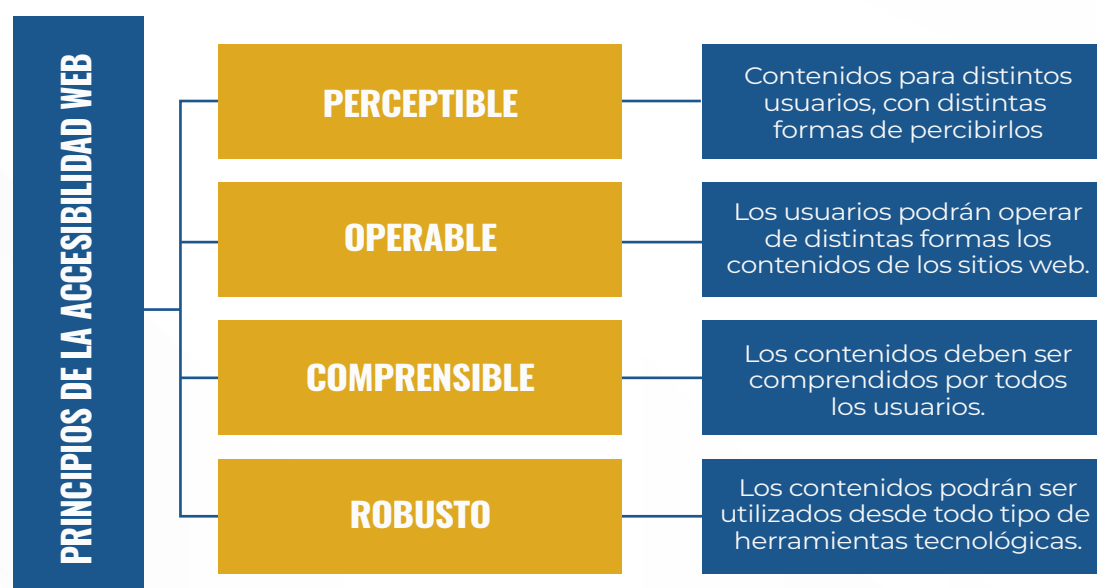 PRINCIPIOS DE LA ACCESIBILIDAD WEB
PERCEPTIBLE
Contenidos para distintos
usuarios, con distintas
formas de percibirlos
OPERABLE
Los usuarios podrán operar
de distintas formas los
contenidos de los sitios web.
COMPRENSIBLE
Los contenidos deben ser
comprendidos por todos
los usuarios.
ROBUSTO
Los contenidos podrán ser
utilizados desde todo tipo de
herramientas tecnológicas.